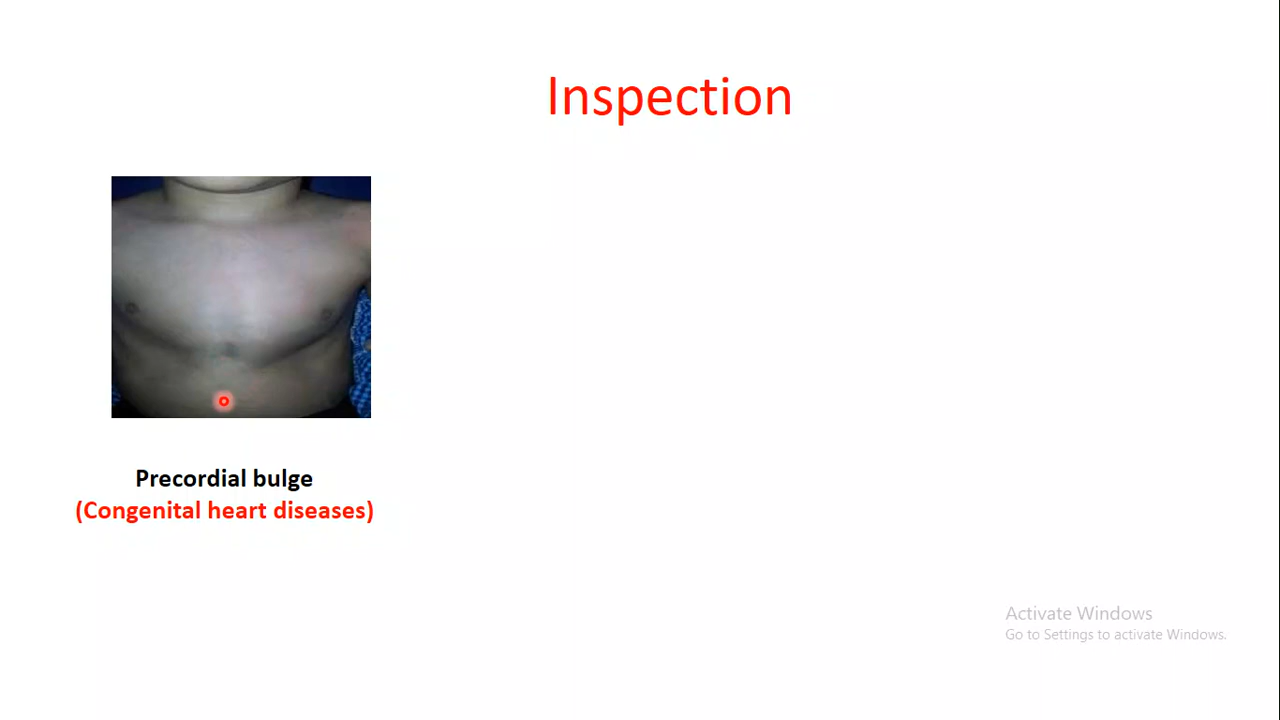 Inspection
Precordial bulge
(Congenital heart diseases)
Activate Windows
Go to Settings to activate Windows.